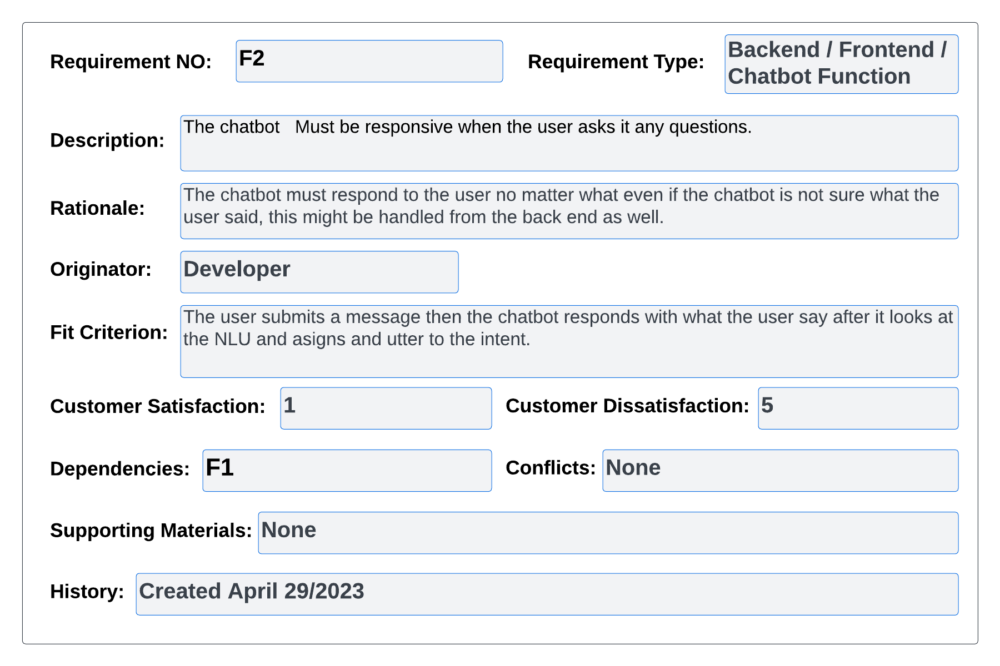 Requirement NO: F2 Requirement Type: Backend / Frontend /
Chatbot Function
Description: The chatbot   Must be responsive when the user asks it any questions.
Rationale: The chatbot must respond to the user no matter what even if the chatbot is not sure what the
user said, this might be handled from the back end as well.
Originator: Developer
Fit Criterion: The user submits a message then the chatbot responds with what the user say after it looks at
the NLU and asigns and utter to the intent.
Customer Satisfaction: 1 Customer Dissatisfaction: 5
Dependencies: F1 Conflicts: None
Supporting Materials: None
History: Created April 29/2023